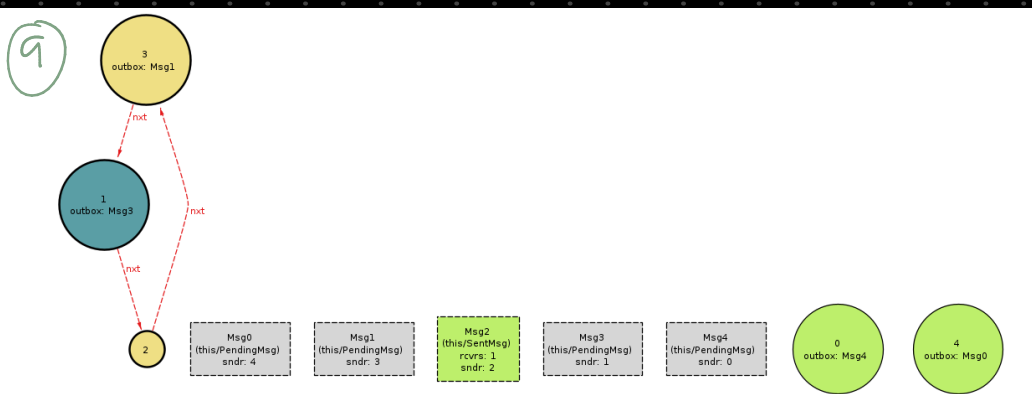 9
3
outbox: Msg1
nxt
1
outbox: Msg3
nxt
nxt
2
Msg0
(this/PendingMsg)
sndr: 4
Msg1
(this/PendingMsg)
sndr: 3
Msg2
(this/SentMsg)
rcvrs: 1
sndr: 2
Msg3
(this/PendingMsg)
sndr: 1
Msg4
(this/PendingMsg)
sndr: 0
0
outbox: Msg4
4
outbox: Msg0